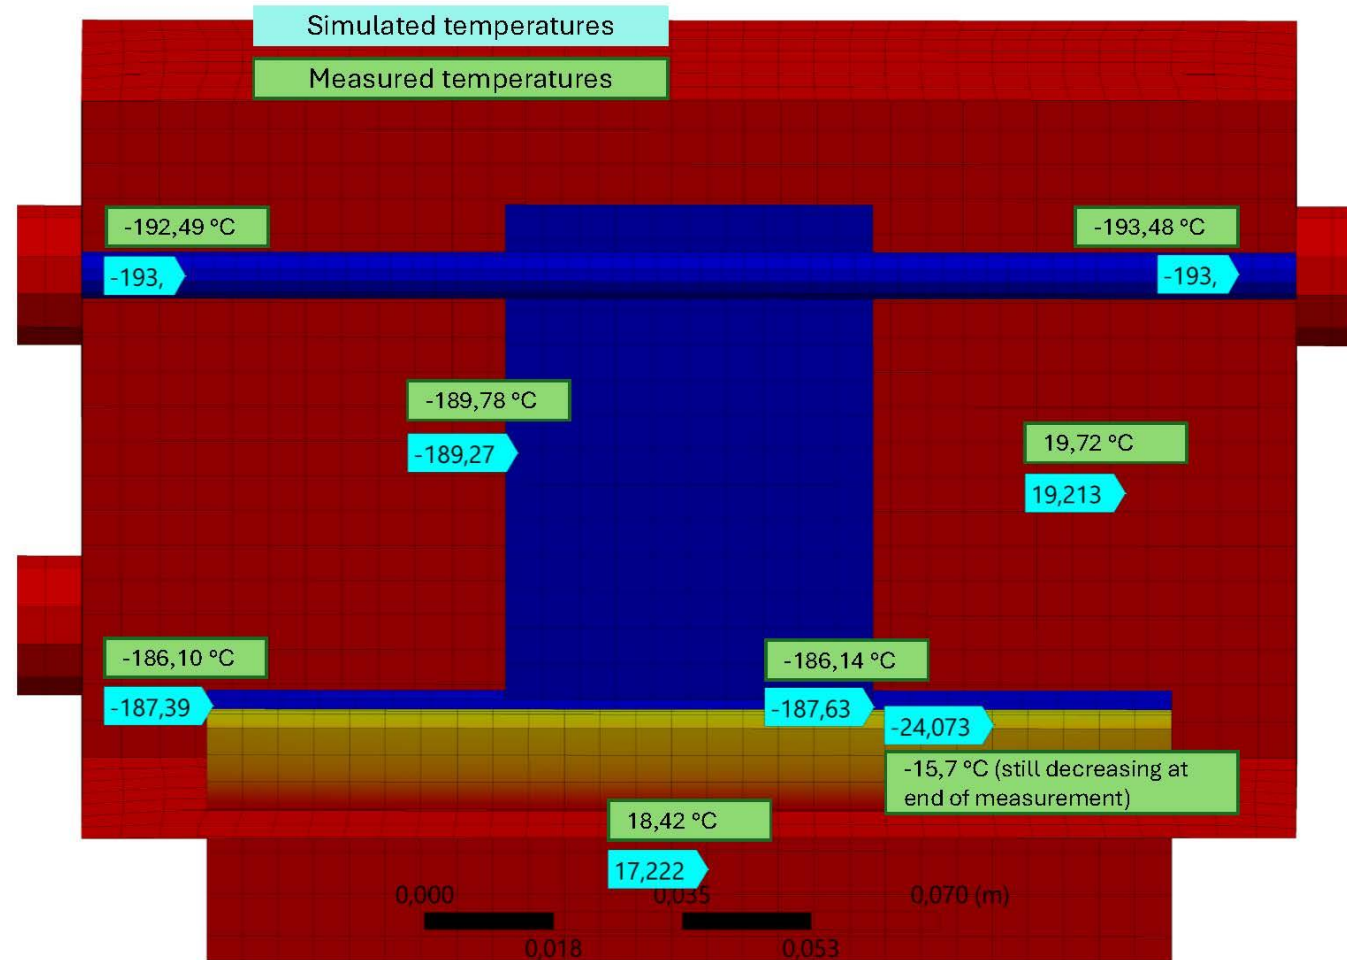 Simulated temperatures
Measured temperatures
-192,49 °C
-193,48 °C
-193,
-193,
-189,78 °C
-189,27
19,72 °C
19,213
-186,10 °C
-186,14 °C
-187,39
-187,63
-24,073
-15,7 °C (still decreasing at
end of measurement)
18,42 °C
17,222
0,000
0,035
0,070 (m)
0,018
0,053